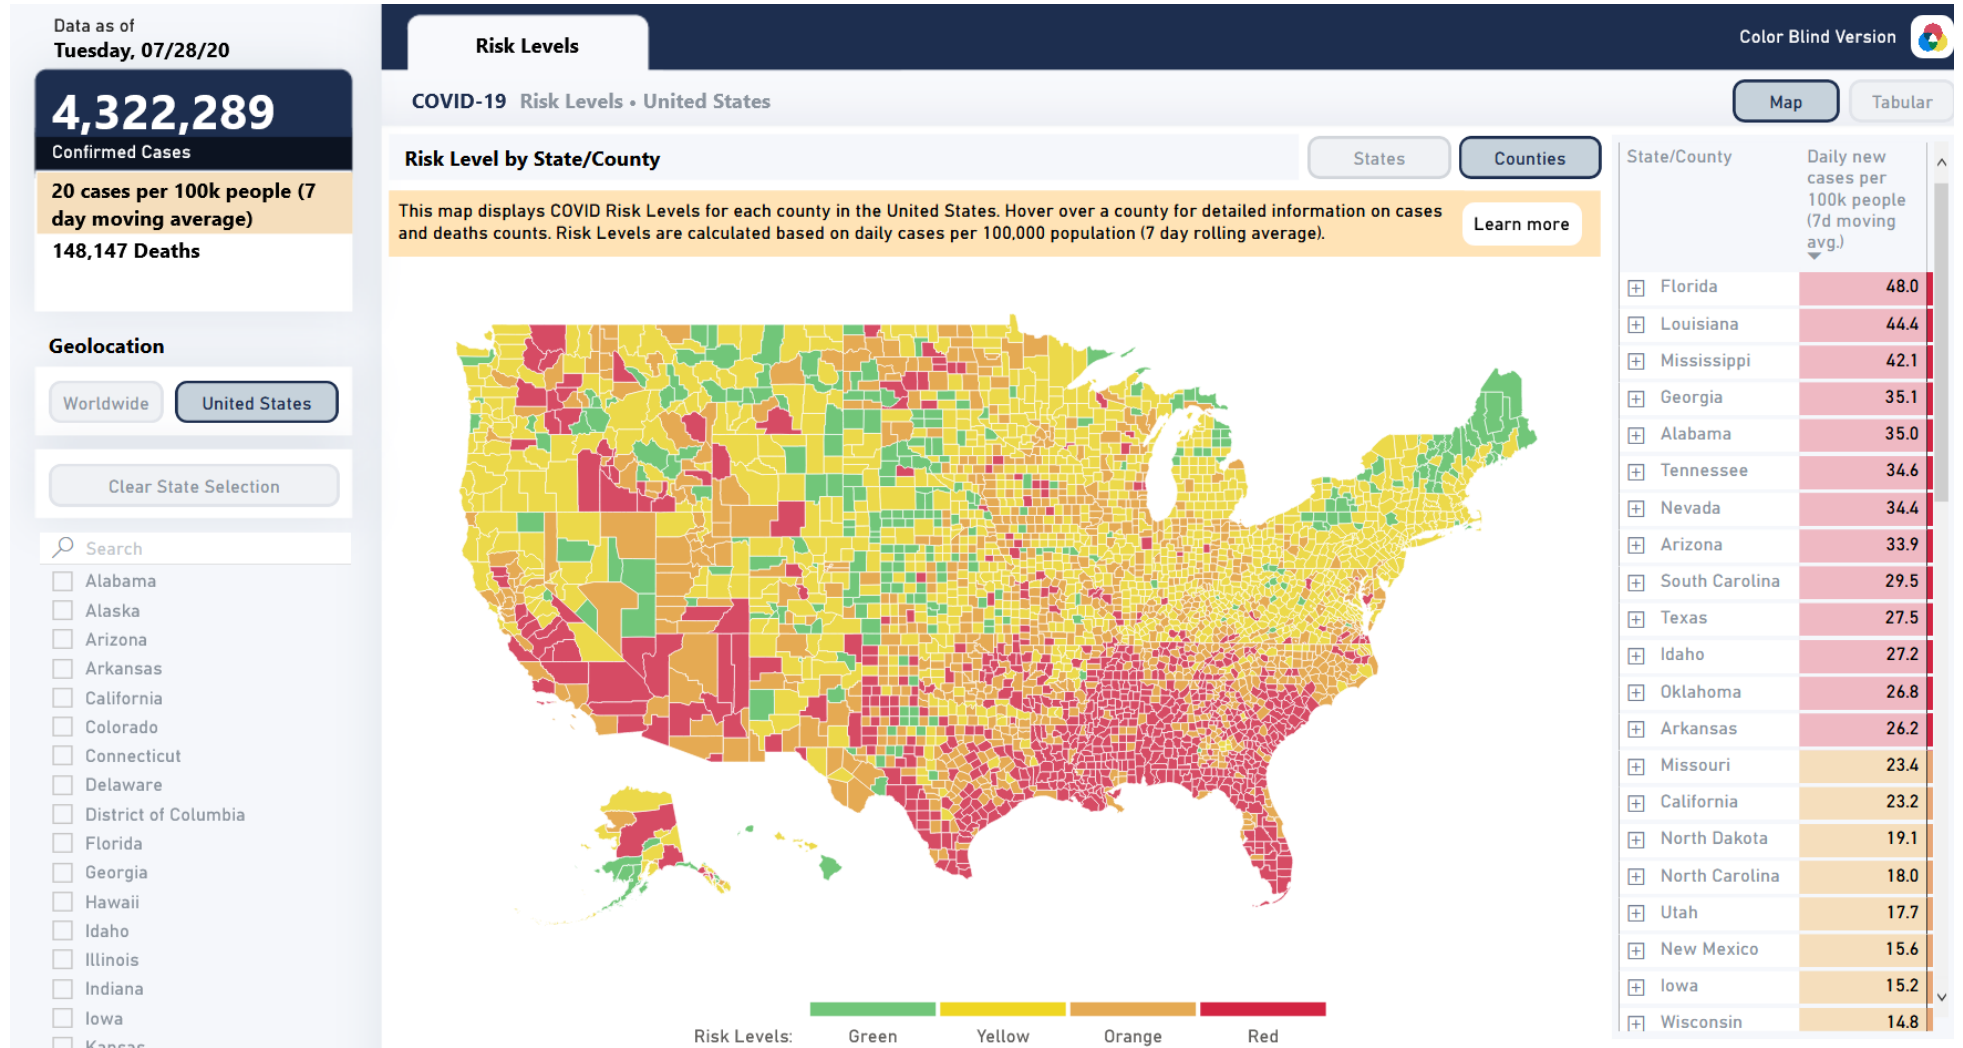 Data as of
Tuesday, 07/28/20
4,322,289
Confirmed Cases
20 cases per 100k people (7
day moving average)
148,147 Deaths
Geolocation
Worldwide
United States
Clear State Selection
Search
Alabama
Alaska
Arizona
Arkansas
California
Colorado
Connecticut
Delaware
District of Columbia
Florida
Georgia
Hawaii
Idaho
Illinois
Indiana
Iowa
Kansas
Risk Levels
Color Blind Version
COVID-19 Risk Levels • United States
Map
Tabular
Risk Level by State/County
States
Counties
This map displays COVID Risk Levels for each county in the United States. Hover over a county for detailed information on cases
and deaths counts. Risk Levels are calculated based on daily cases per 100,000 population (7 day rolling average).
Learn more
Risk Levels:
Green
Yellow
Orange
Red
State/County
Daily new
cases per
100k people
(7d moving
avg.)
Florida 48.0
Louisiana 44.4
Mississippi 42.1
Georgia 35.1
Alabama 35.0
Tennessee 34.6
Nevada 34.4
Arizona 33.9
South Carolina 29.5
Texas 27.5
Idaho 27.2
Oklahoma 26.8
Arkansas 26.2
Missouri 23.4
California 23.2
North Dakota 19.1
North Carolina 18.0
Utah 17.7
New Mexico 15.6
Iowa 15.2
Wisconsin 14.8